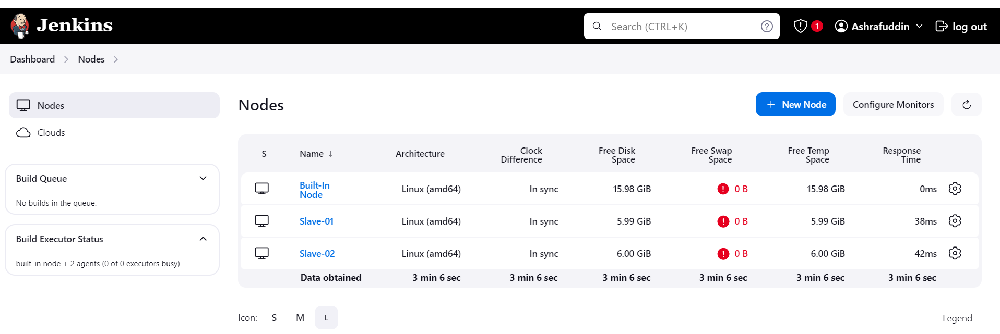 Jenkins
Search (CTRL+K)
1
Ashrafuddin
log out
Dashboard
Nodes
Nodes
Clouds
Build Queue
No builds in the queue.
Build Executor Status
built-in node + 2 agents (0 of 0 executors busy)
Nodes
+ New Node
Configure Monitors
S Name ↓ Architecture Clock Difference Free Disk Space Free Swap Space Free Temp Space Response Time
Built-In Node Linux (amd64) In sync 15.98 GiB 0 B 15.98 GiB 0ms
Slave-01 Linux (amd64) In sync 5.99 GiB 0 B 5.99 GiB 38ms
Slave-02 Linux (amd64) In sync 6.00 GiB 0 B 6.00 GiB 42ms
Data obtained 3 min 6 sec 3 min 6 sec 3 min 6 sec 3 min 6 sec 3 min 6 sec 3 min 6 sec
Icon: S M L
Legend